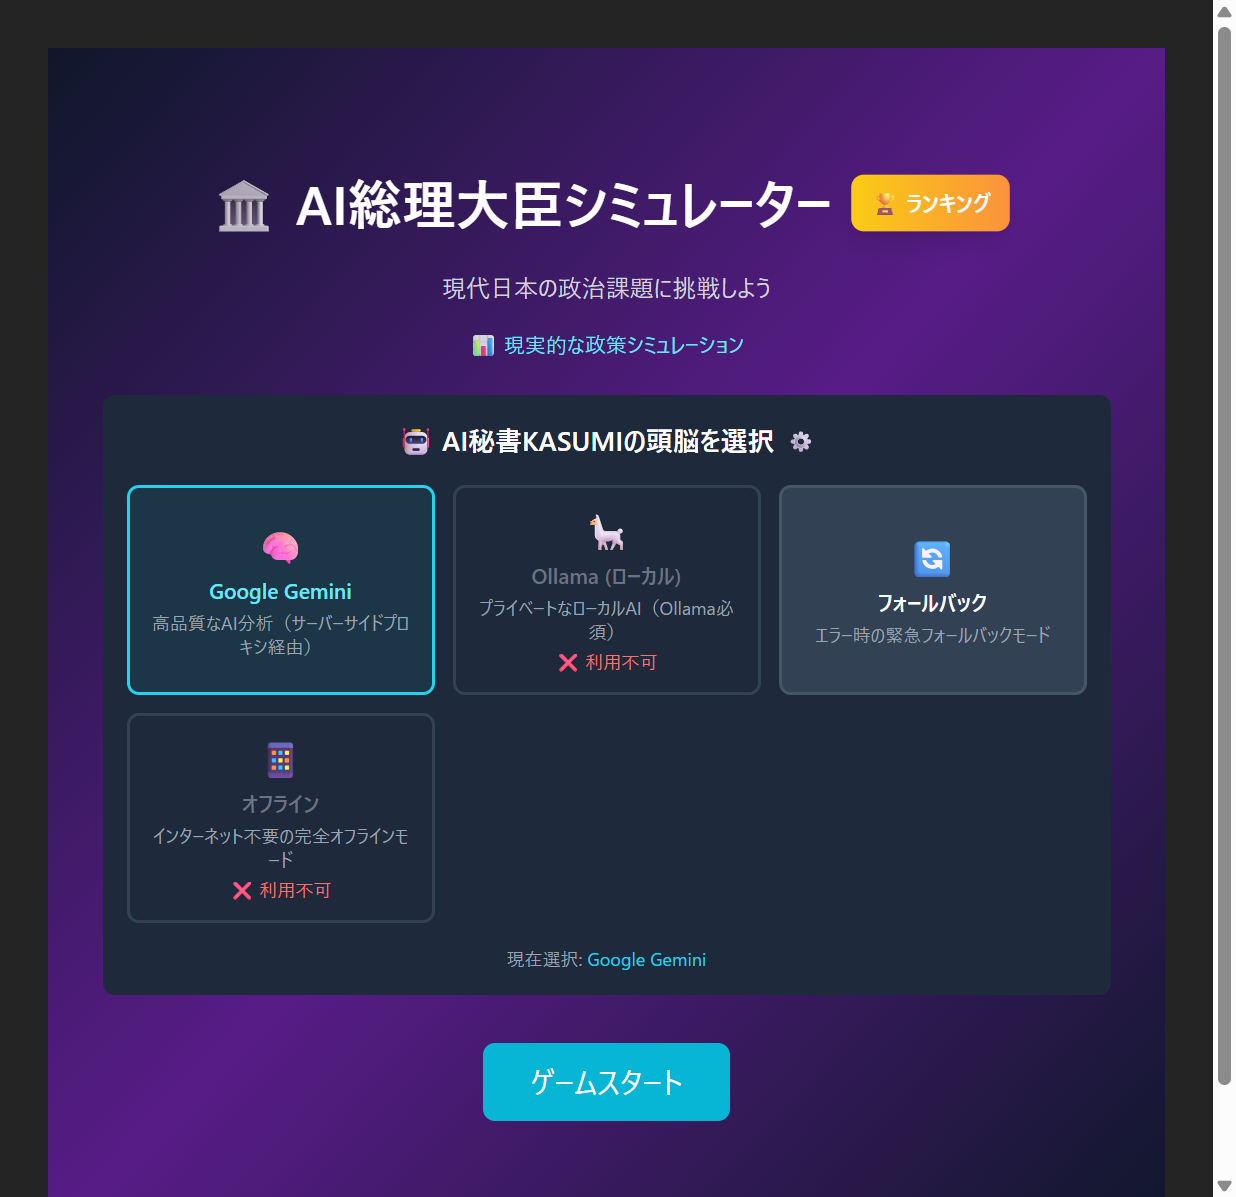 AI総理大臣シミュレーター
ランキング
現代日本の政治課題に挑戦しよう
現実的な政策シミュレーション
AI秘書KASUMIの頭脳を選択
Google Gemini
高品質なAI分析（サーバーサイドプロ
キシ経由）
Ollama (ローカル)
プライベートなローカルAI（Ollama必
須）
❌ 利用不可
フォールバック
エラー時の緊急フォールバックモード
オフライン
インターネット不要の完全オフラインモ
ード
❌ 利用不可
現在選択: Google Gemini
ゲームスタート